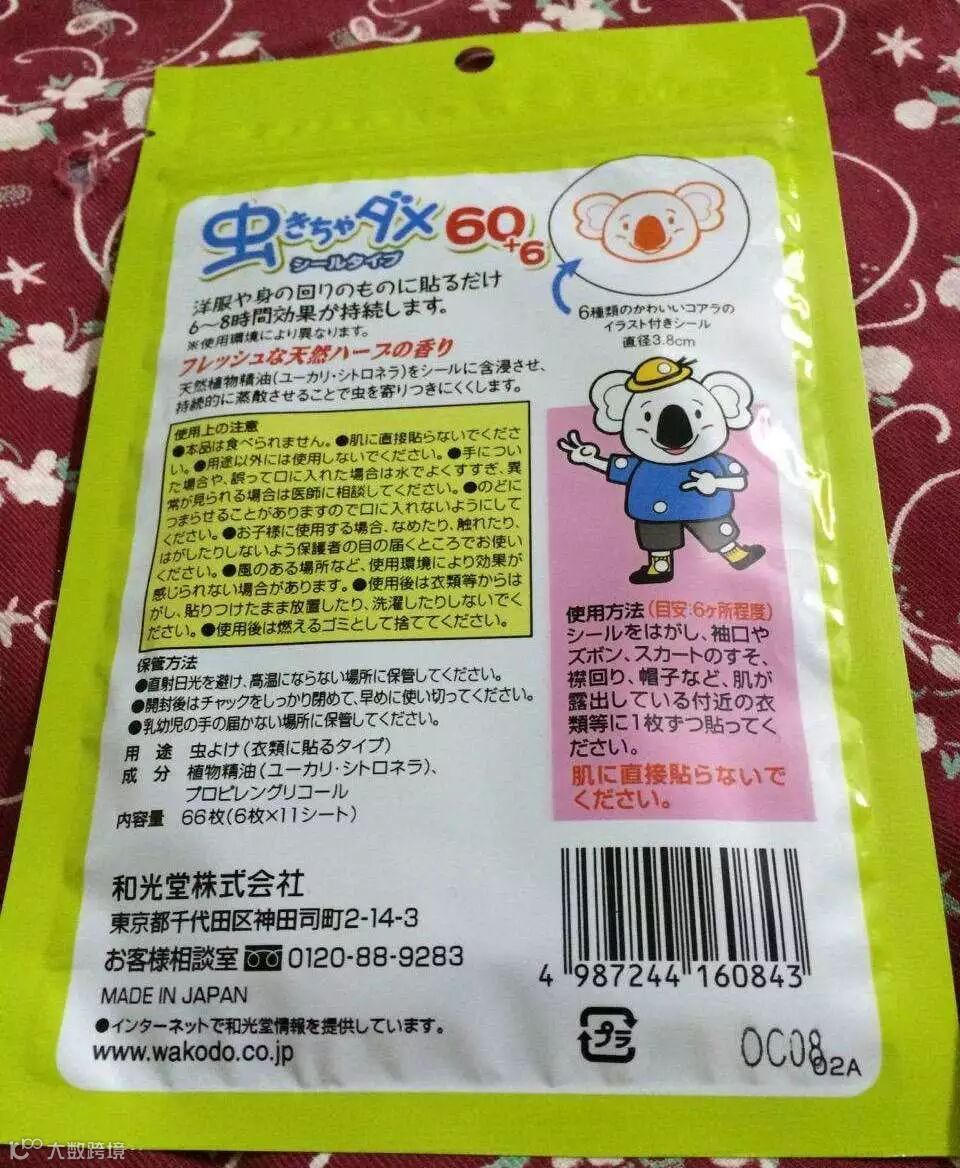 虫きちゃダメ 60+6
シールタイプ
洋服や身の回りのものに貼るだけ
6〜8時間効果が持続します。
※使用環境により異なります。
フレッシュな天然ハーブの香り
天然植物精油(ユーカリ・シトロネラ)をシールに含浸させ、
持続的に蒸散させることで虫を寄りつきにくくします。
6種類のかわいいコアラの
イラスト付きシール
直径3.8cm
使用上の注意
●本品は食べられません。●肌に直接貼らないでくださ
い。●用途以外には使用しないでください。●手につい
た場合や、誤って口に入れた場合は水でよくすすぎ、異
常が見られる場合は医師に相談してください。●のどに
つまらせることがありますので口に入れないようにして
ください。●お子様に使用する場合、なめたり、触れたり、
はがしたりしないよう保護者の目の届くところでお使い
ください。●風のある場所など、使用環境により効果が
感じられない場合があります。●使用後は衣類等からは
がし、貼りつけたまま放置したり、洗濯したりしないでく
ださい。●使用後は燃えるゴミとして捨ててください。
使用方法(目安:6ヶ所程度)
シールをはがし、袖口や
ズボン、スカートのすそ、
襟回り、帽子など、肌が
露出している付近の衣
類等に1枚ずつ貼ってく
ださい。
肌に直接貼らないで
ください。
保管方法
●直射日光を避け、高温にならない場所に保管してください。
●開封後はチャックをしっかり閉めて、早めに使い切ってください。
●乳幼児の手の届かない場所に保管してください。
用 途 虫よけ(衣類に貼るタイプ)
成 分 植物精油(ユーカリ・シトロネラ)、
プロピレングリコール
内容量 66枚(6枚×11シート)
和光堂株式会社
東京都千代田区神田司町2-14-3
お客様相談室 0120-88-9283
MADE IN JAPAN
●インターネットで和光堂情報を提供しています。
www.wakodo.co.jp
4 987244 160843
プラ
OC08
02A
大数跨境